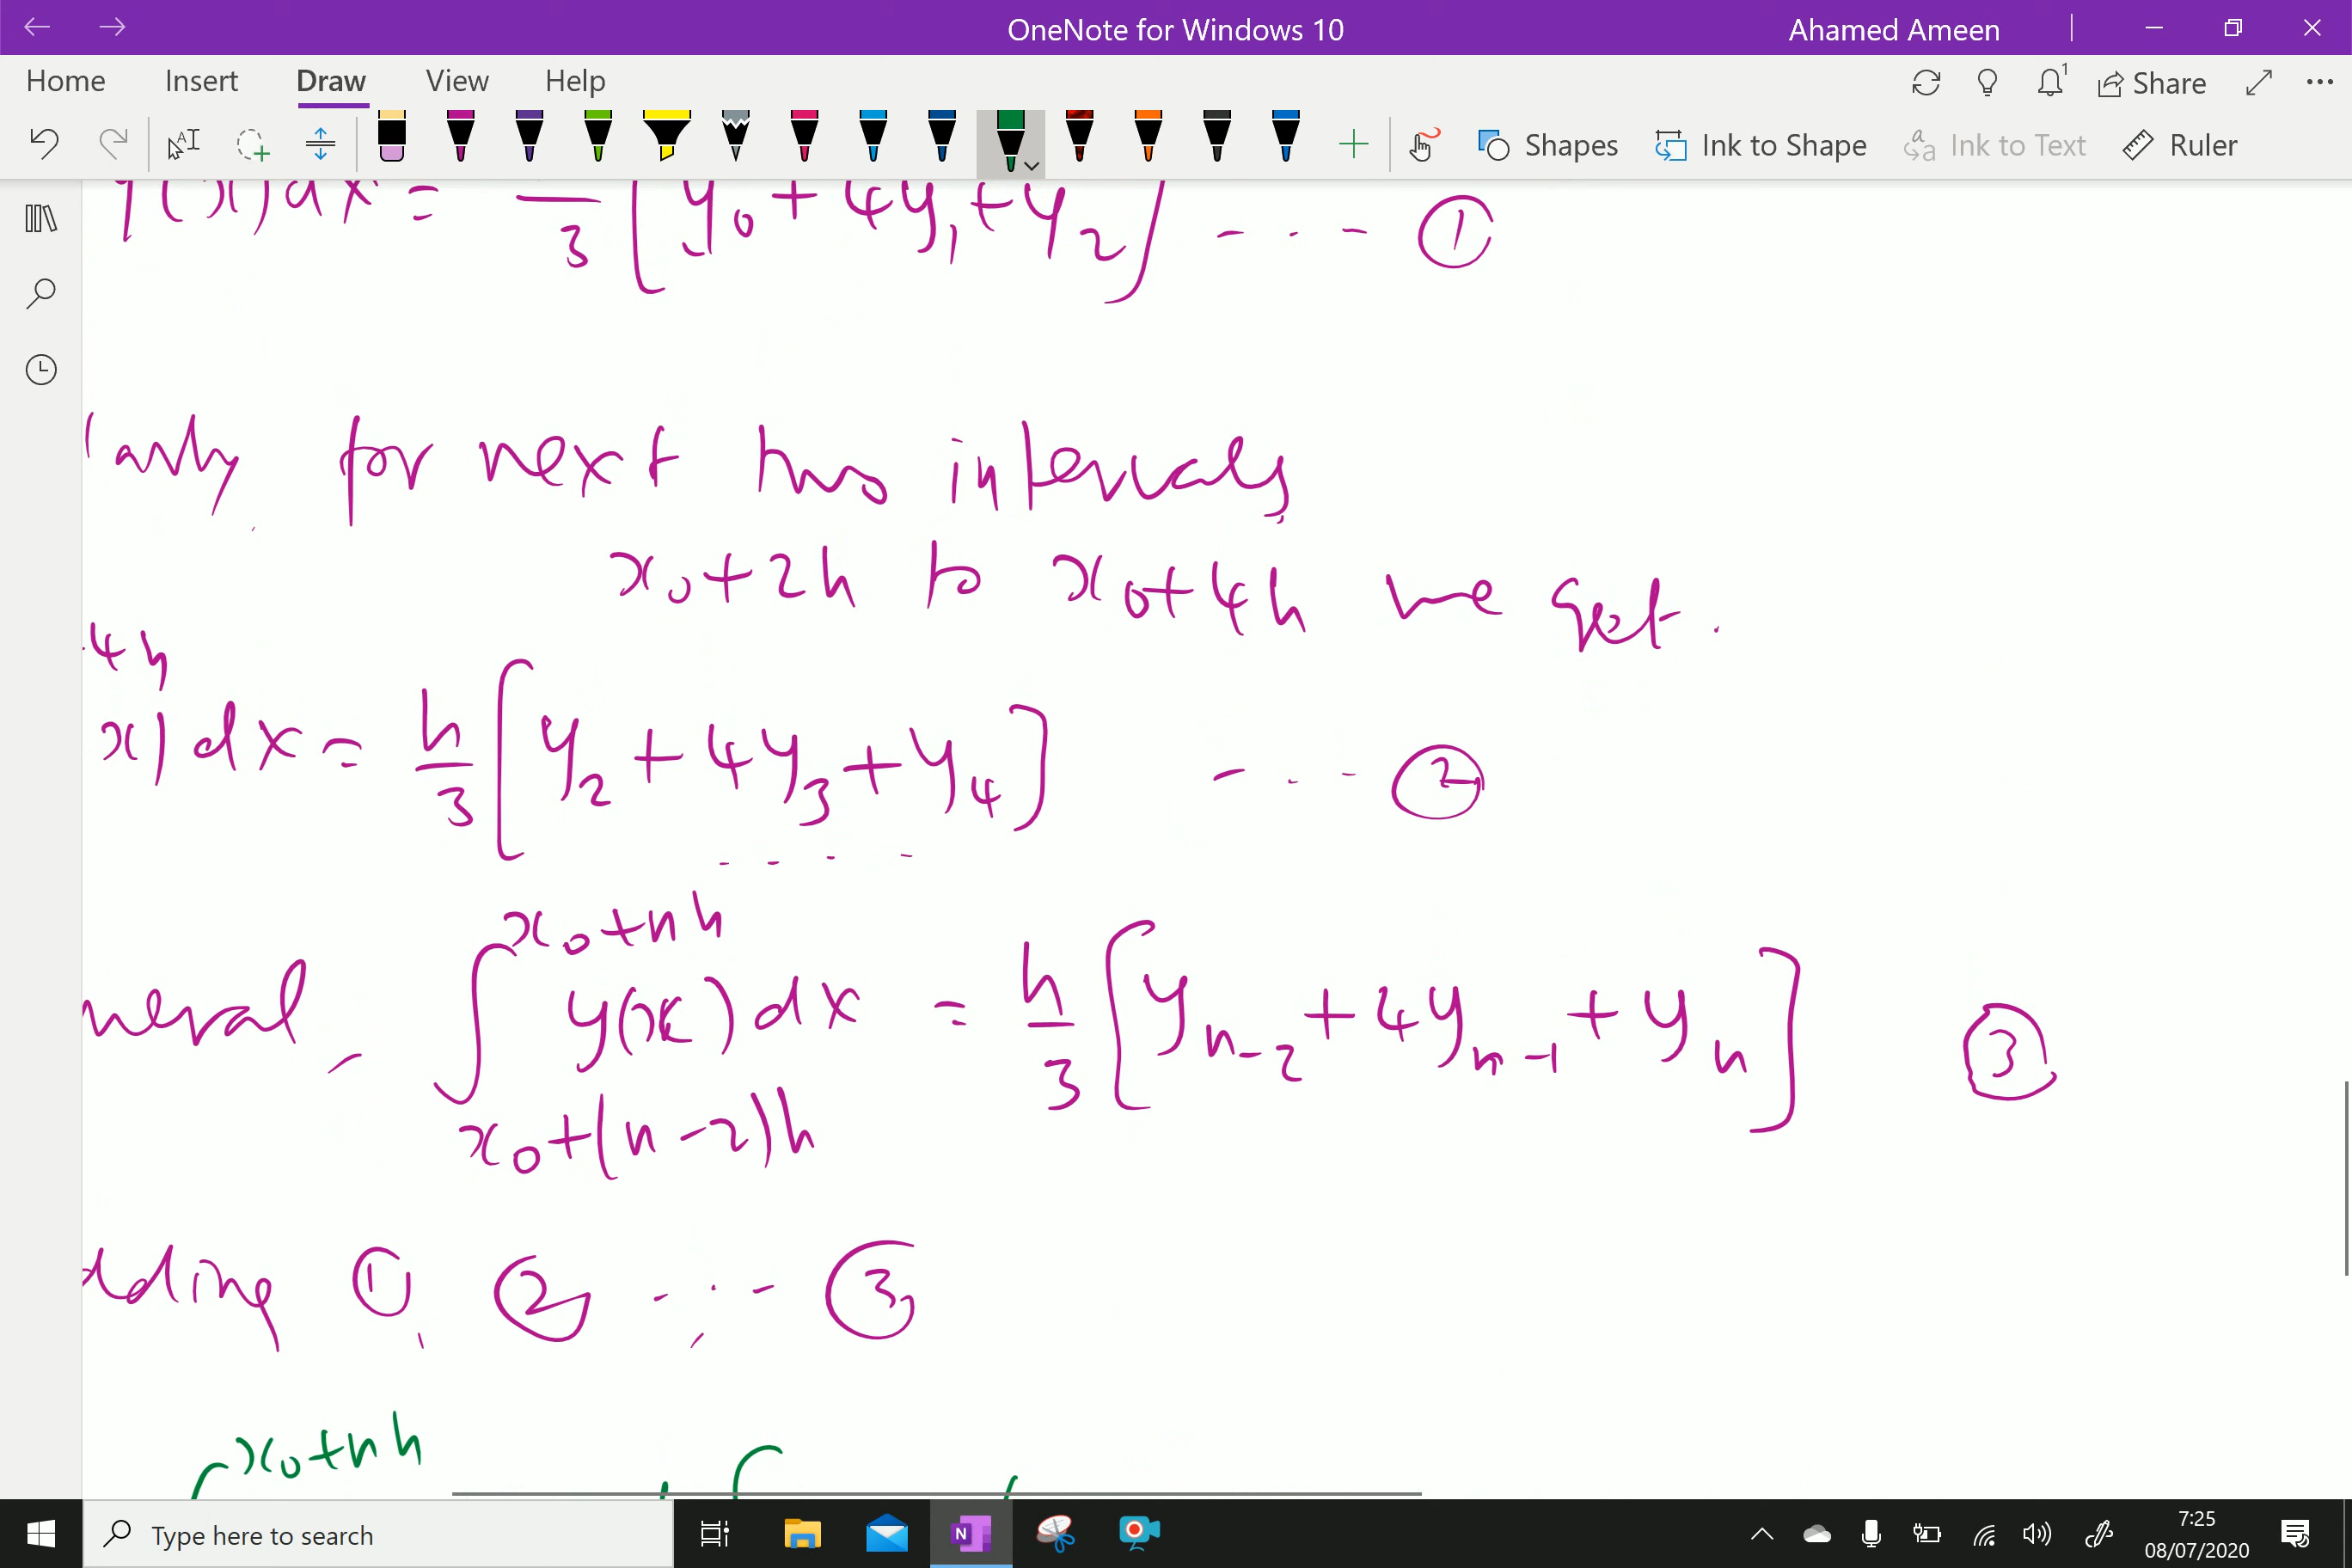 OneNote for Windows 10 Ahamed Ameen
Home Insert Draw View Help Share
Shapes Ink to Shape Ink to Text Ruler
y(x)dx = — 3 [y0 + 4y1 + y2] --- ①
larly for next two intervals,
x0+2h to x0+4h we get.
4h
x)dx = h/3 [y2 + 4y3 + y4] --- ②
- - - -
x0+nh
neral, ∫ y(x)dx = h/3 [yn-2 + 4yn-1 + yn] ③
x0+(n-2)h
dding ①, ② ... , ③
x0+nh
∫
Type here to search
7:25
08/07/2020